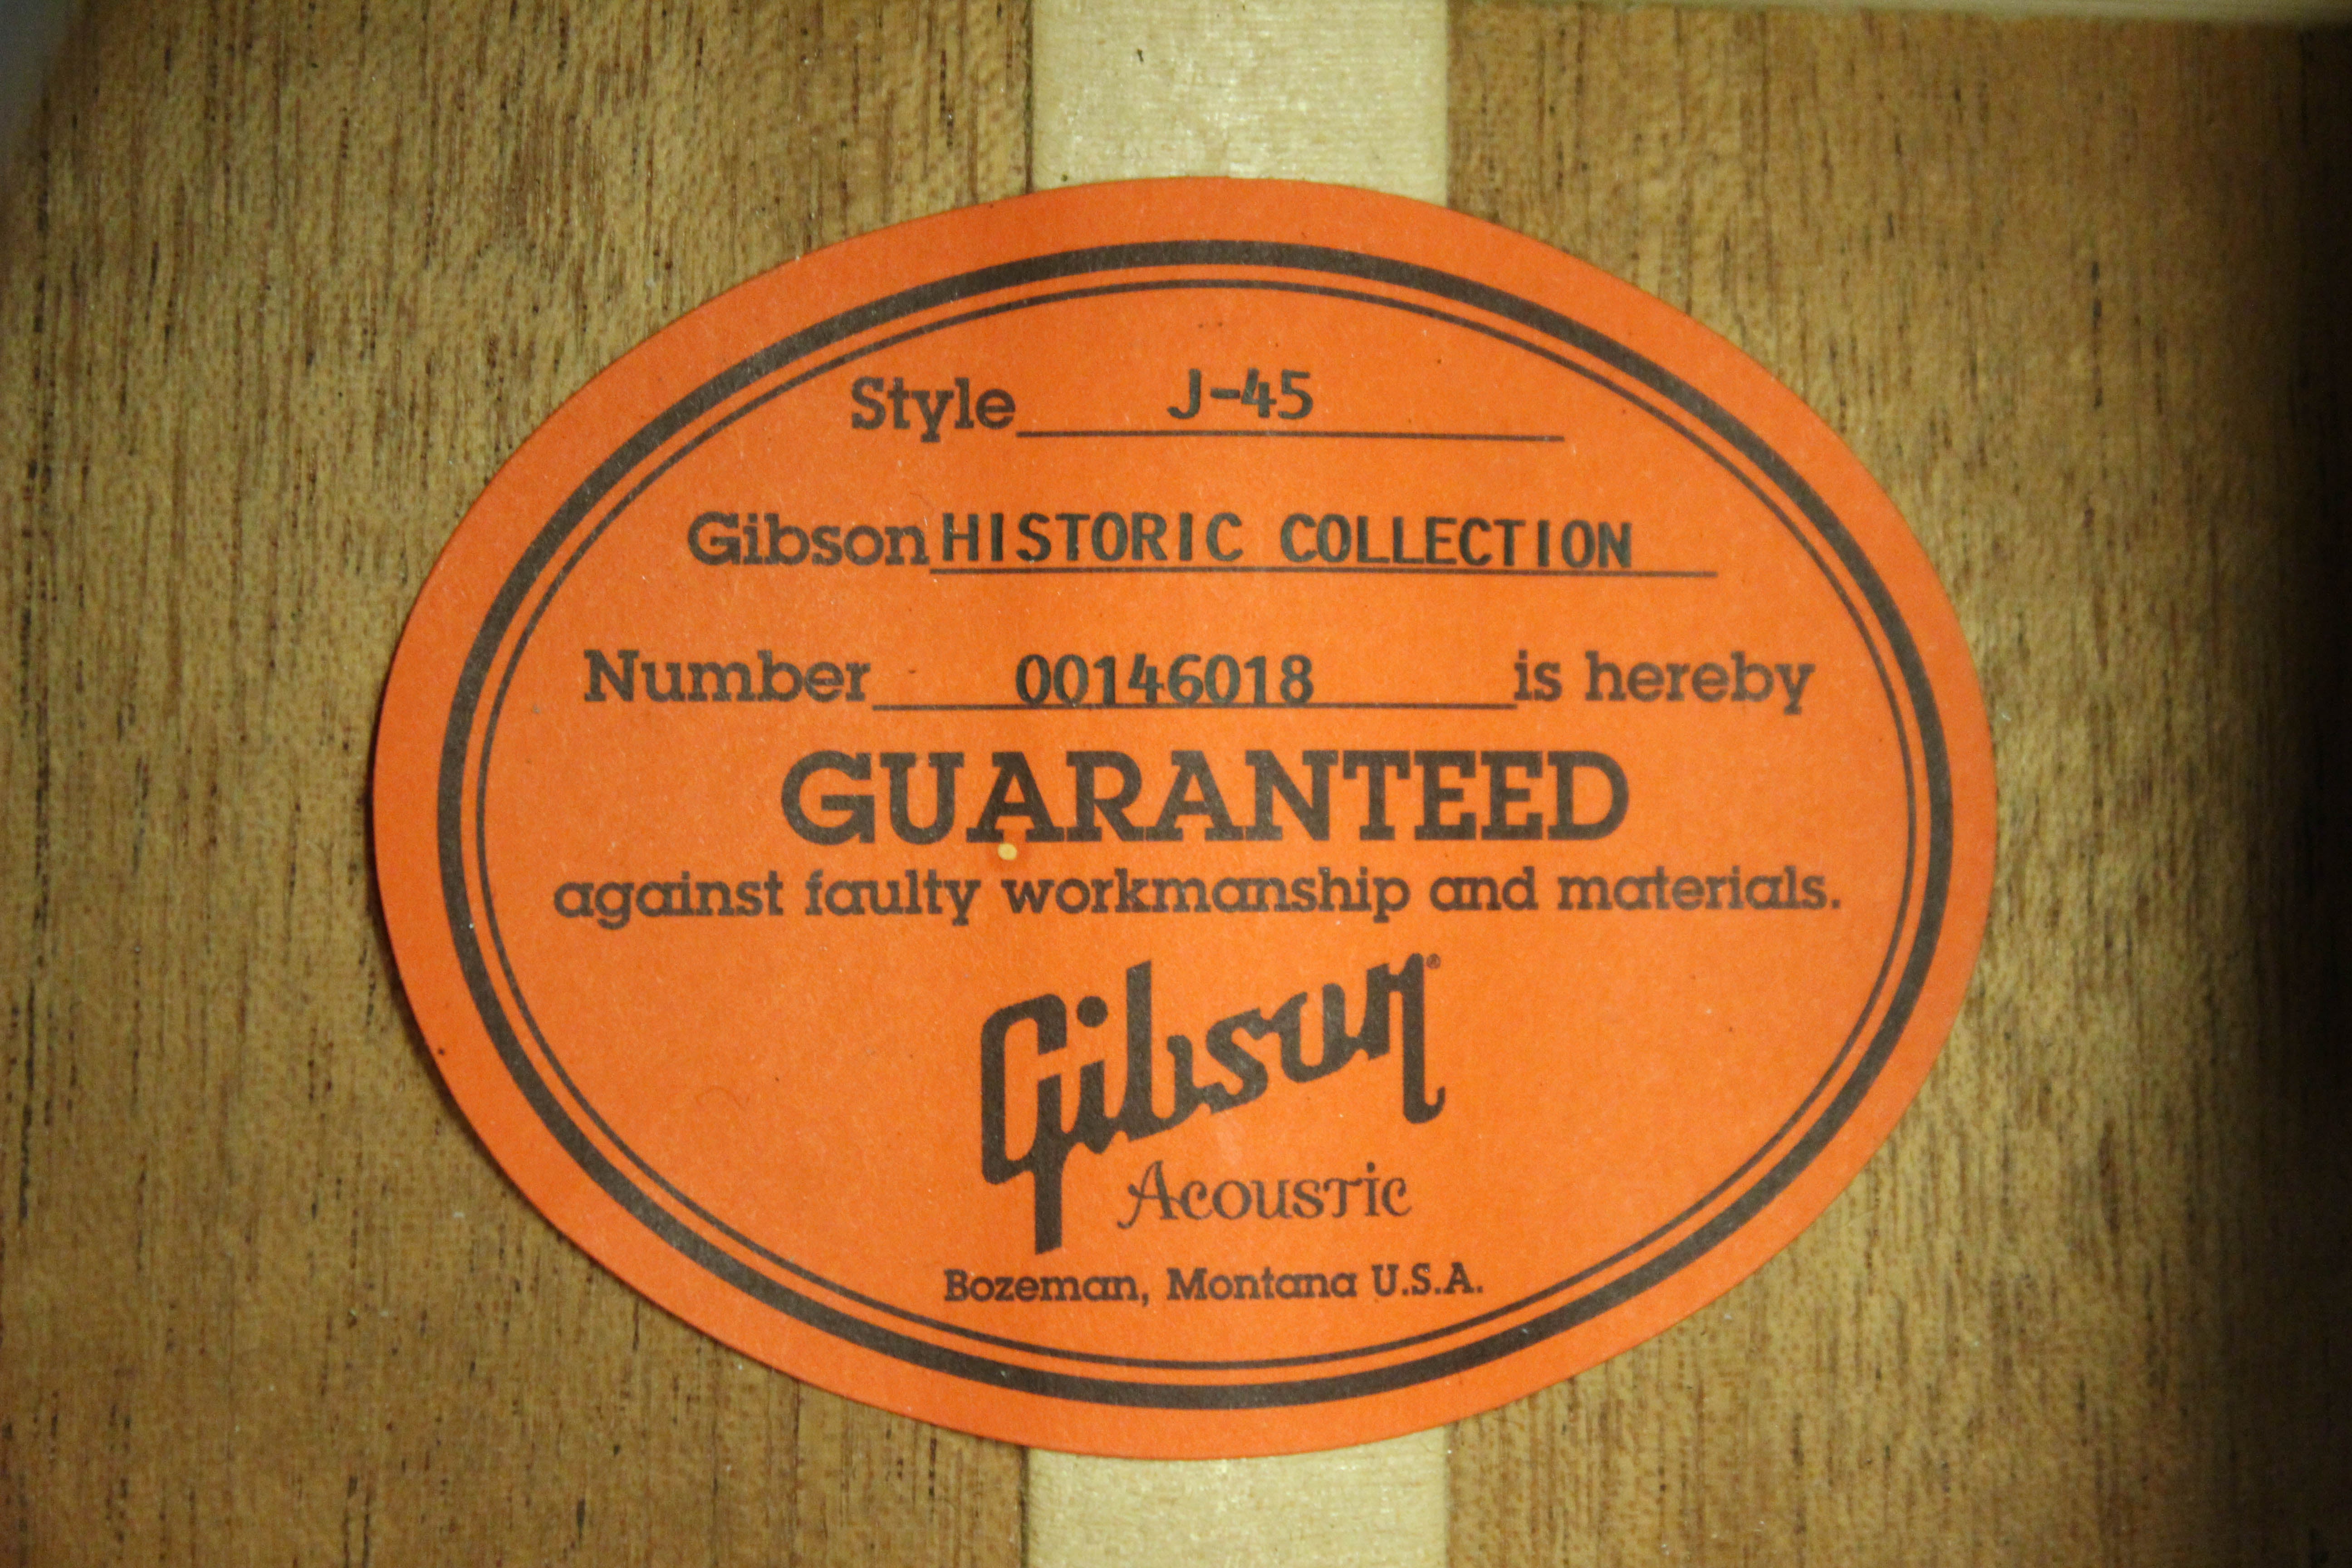 Style J-45
Gibson HISTORIC COLLECTION
Number 00146018 is hereby
GUARANTEED
against faulty workmanship and materials.
Gibson®
Acoustic
Bozeman, Montana U.S.A.